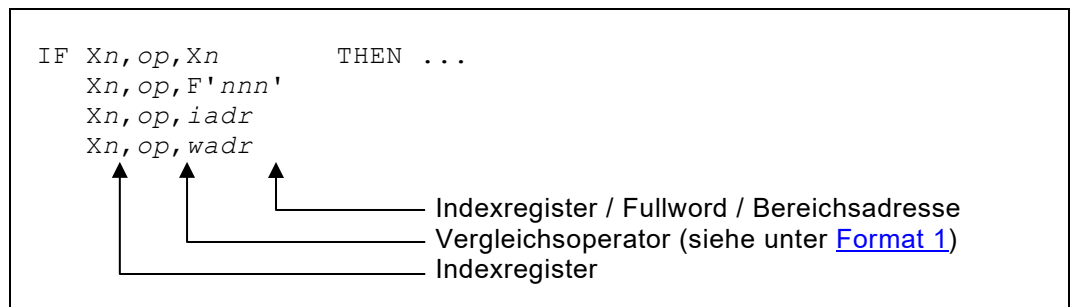 IF Xn,op,Xn THEN ...
Xn,op,F'nnn'
Xn,op,iadr
Xn,op,wadr
Indexregister / Fullword / Bereichsadresse
Vergleichsoperator (siehe unter Format 1)
Indexregister